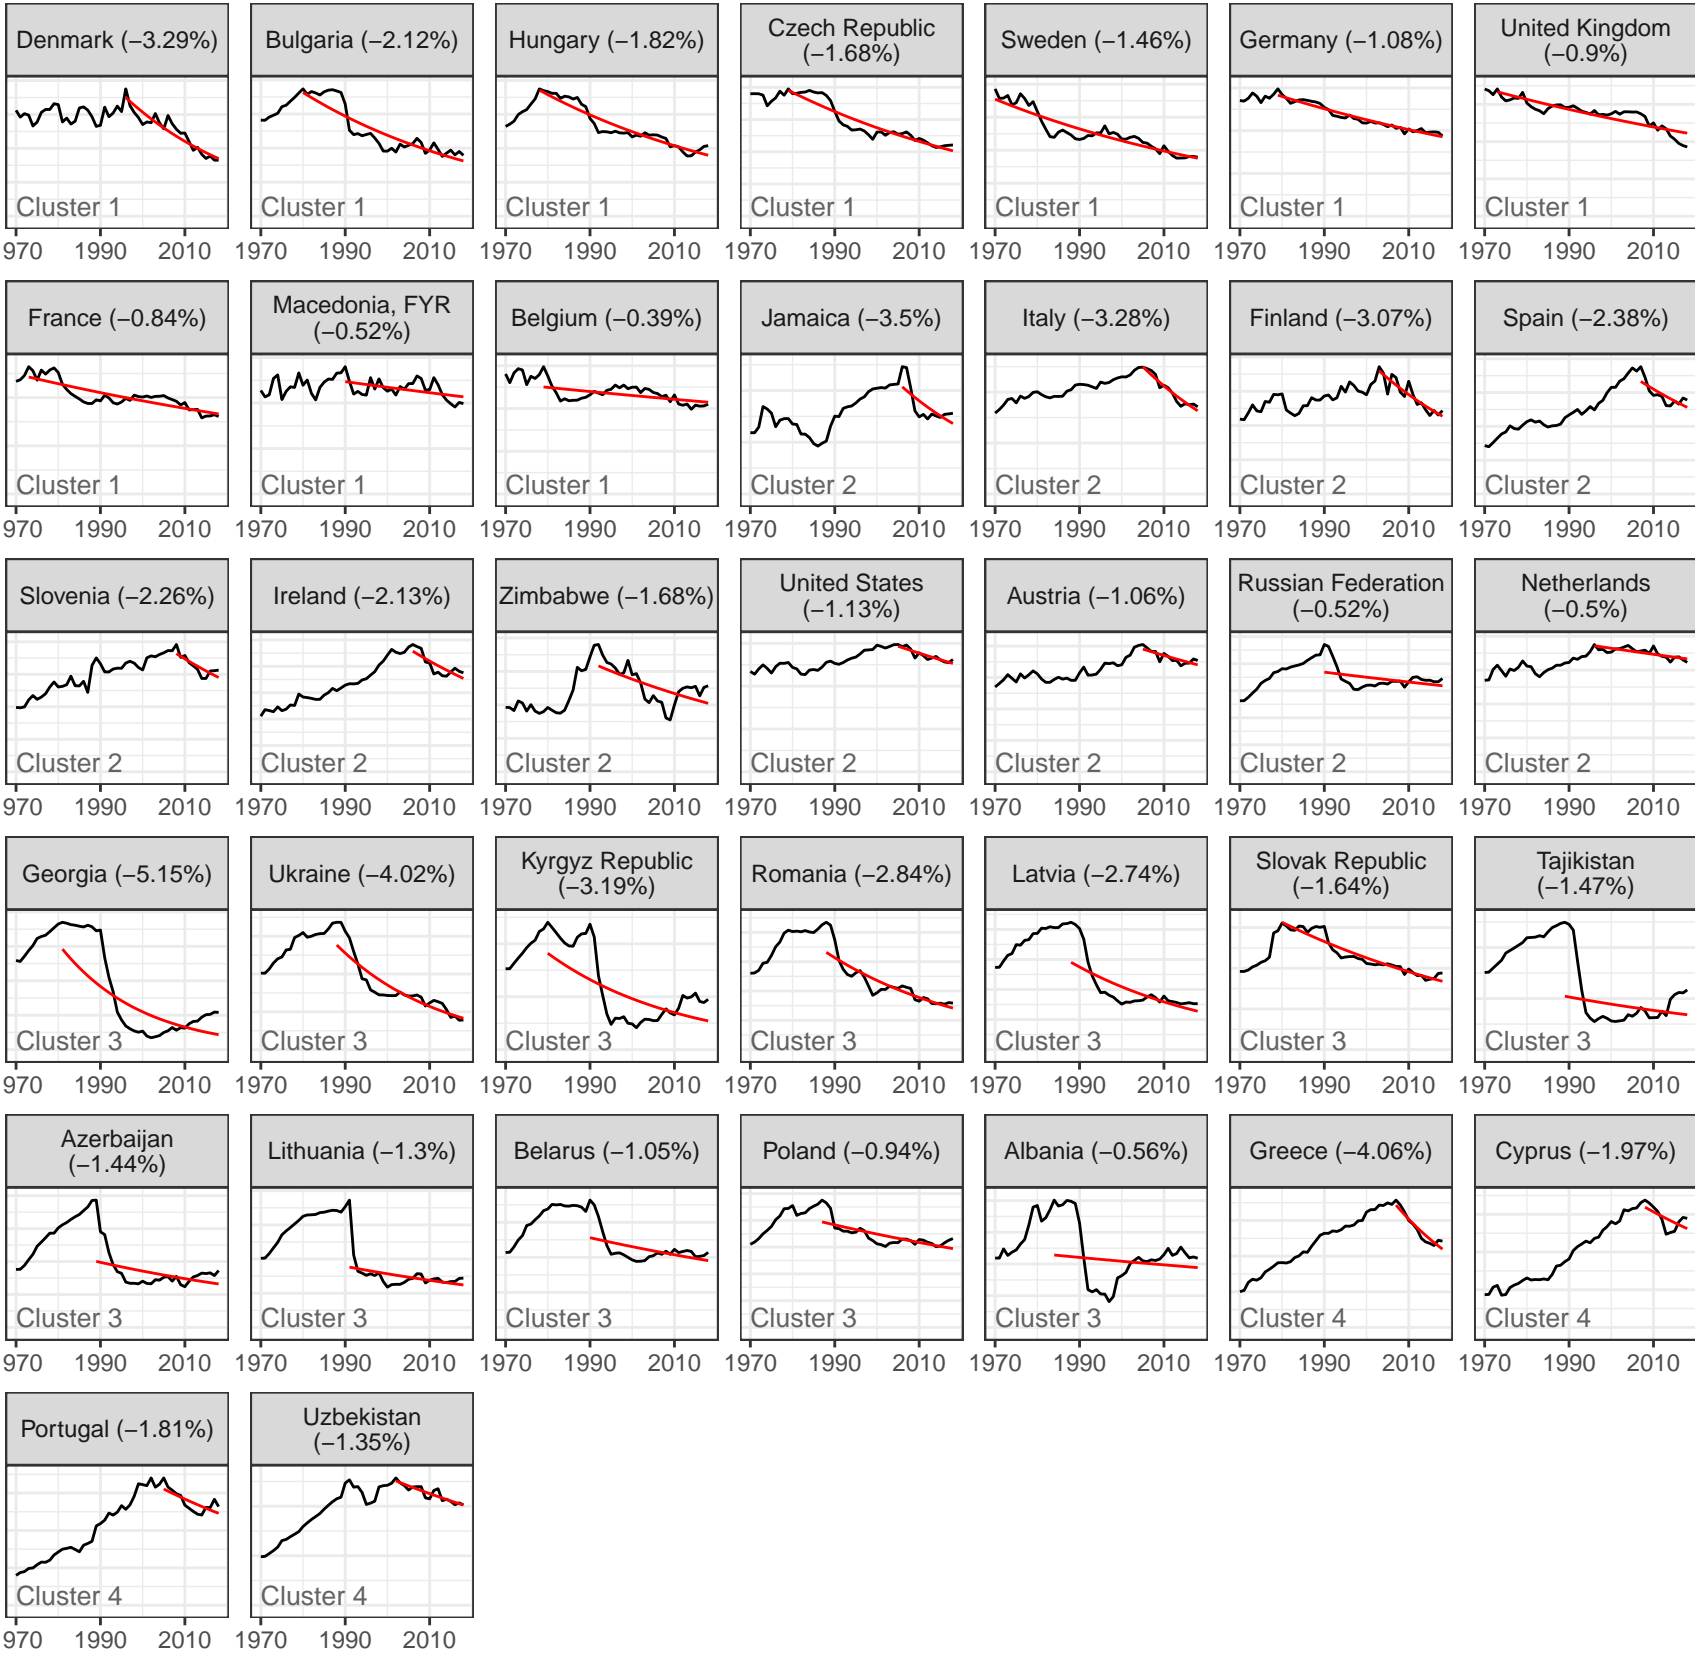 Denmark (−3.29%)
Bulgaria (−2.12%)
Hungary (−1.82%)
Czech Republic
(−1.68%)
Sweden (−1.46%)
Germany (−1.08%)
United Kingdom
(−0.9%)
Cluster 1
Cluster 1
Cluster 1
Cluster 1
Cluster 1
Cluster 1
Cluster 1
970 1990 2010 1970 1990 2010 1970 1990 2010 1970 1990 2010 1970 1990 2010 1970 1990 2010 1970 1990 2010
France (−0.84%)
Macedonia, FYR
(−0.52%)
Belgium (−0.39%)
Jamaica (−3.5%)
Italy (−3.28%)
Finland (−3.07%)
Spain (−2.38%)
Cluster 1
Cluster 1
Cluster 1
Cluster 2
Cluster 2
Cluster 2
Cluster 2
970 1990 2010 1970 1990 2010 1970 1990 2010 1970 1990 2010 1970 1990 2010 1970 1990 2010 1970 1990 2010
Slovenia (−2.26%)
Ireland (−2.13%)
Zimbabwe (−1.68%)
United States
(−1.13%)
Austria (−1.06%)
Russian Federation
(−0.52%)
Netherlands
(−0.5%)
Cluster 2
Cluster 2
Cluster 2
Cluster 2
Cluster 2
Cluster 2
Cluster 2
970 1990 2010 1970 1990 2010 1970 1990 2010 1970 1990 2010 1970 1990 2010 1970 1990 2010 1970 1990 2010
Georgia (−5.15%)
Ukraine (−4.02%)
Kyrgyz Republic
(−3.19%)
Romania (−2.84%)
Latvia (−2.74%)
Slovak Republic
(−1.64%)
Tajikistan
(−1.47%)
Cluster 3
Cluster 3
Cluster 3
Cluster 3
Cluster 3
Cluster 3
Cluster 3
970 1990 2010 1970 1990 2010 1970 1990 2010 1970 1990 2010 1970 1990 2010 1970 1990 2010 1970 1990 2010
Azerbaijan
(−1.44%)
Lithuania (−1.3%)
Belarus (−1.05%)
Poland (−0.94%)
Albania (−0.56%)
Greece (−4.06%)
Cyprus (−1.97%)
Cluster 3
Cluster 3
Cluster 3
Cluster 3
Cluster 3
Cluster 4
Cluster 4
970 1990 2010 1970 1990 2010 1970 1990 2010 1970 1990 2010 1970 1990 2010 1970 1990 2010 1970 1990 2010
Portugal (−1.81%)
Uzbekistan
(−1.35%)
Cluster 4
Cluster 4
970 1990 2010 1970 1990 2010